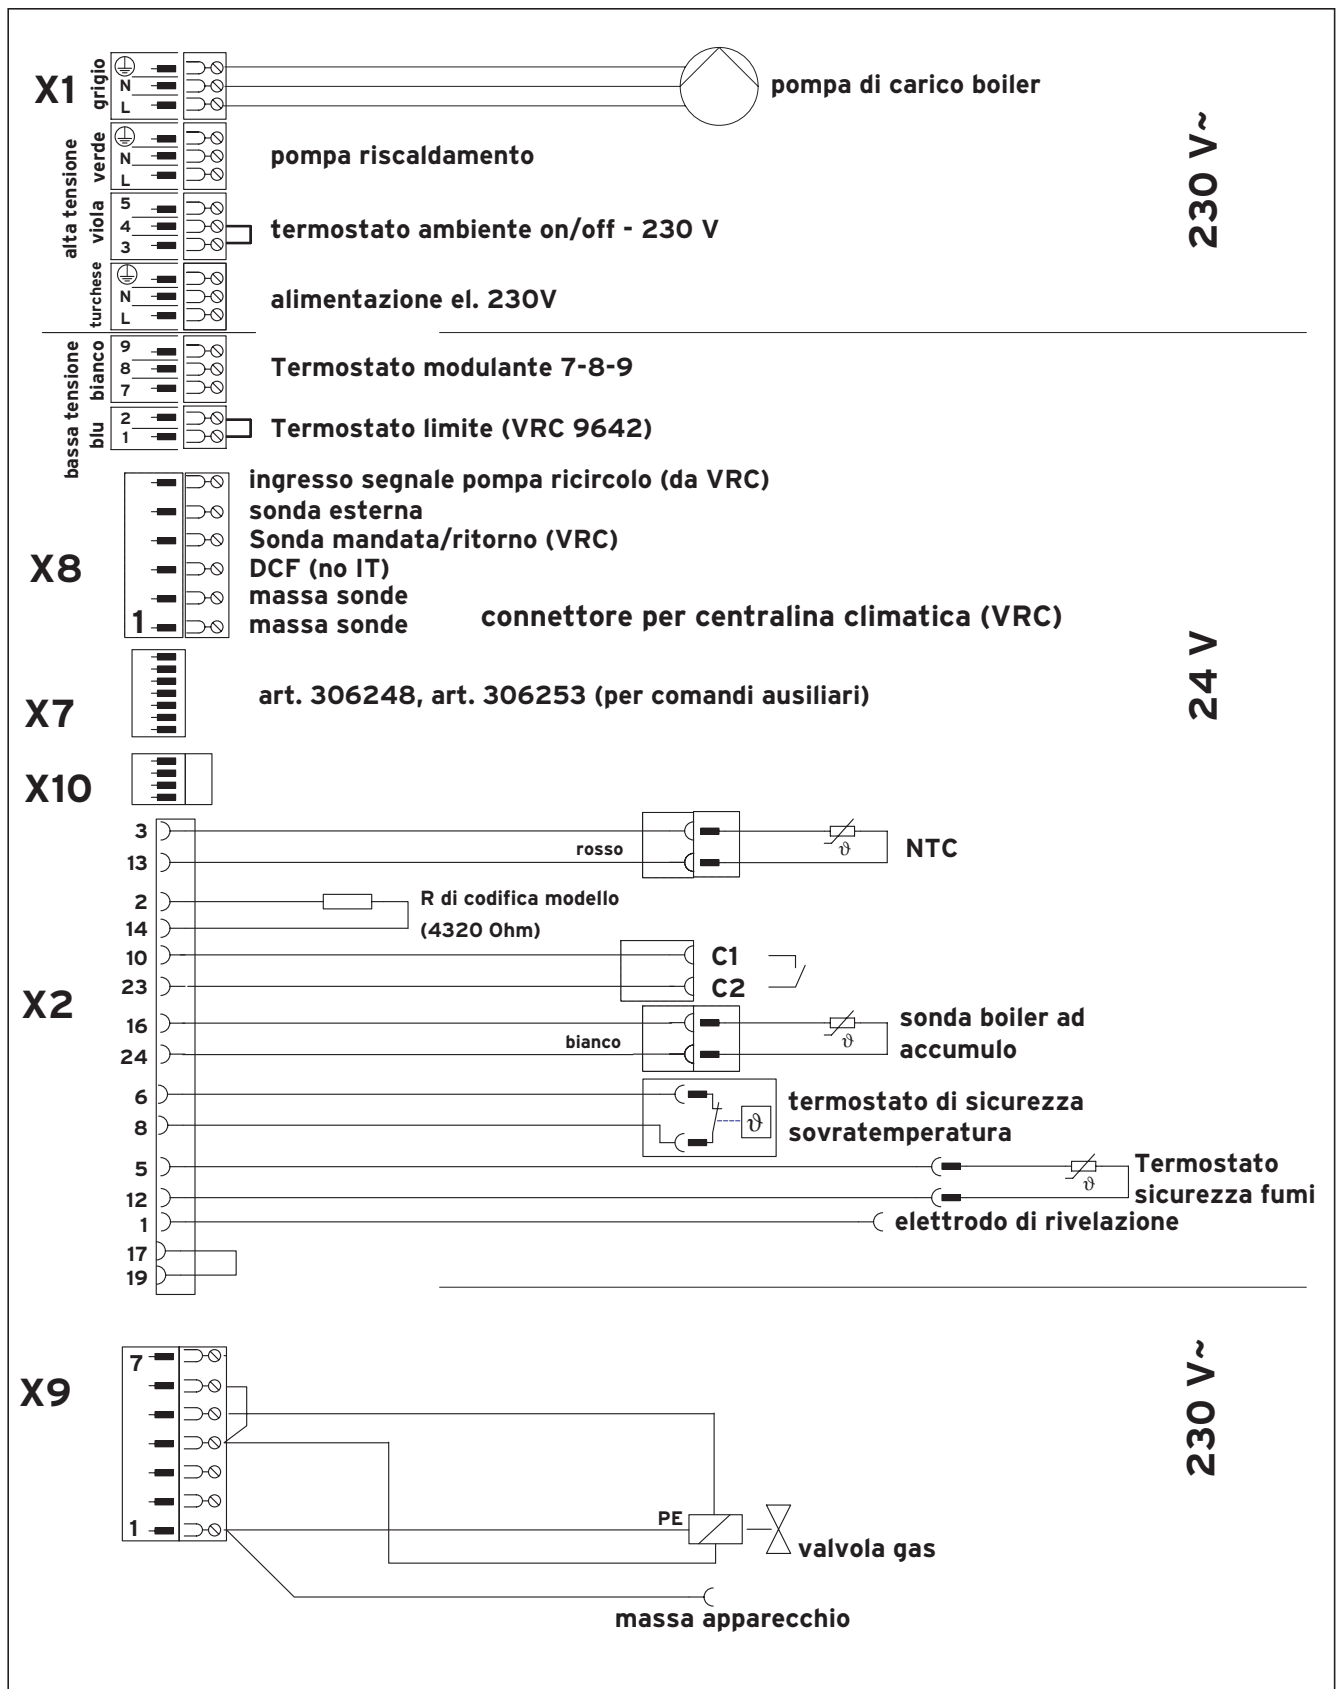 X1
grigio
N
L
pompa di carico boiler
230 V~
alta tensione
verde
N
L
pompa riscaldamento
viola
5
4
3
termostato ambiente on/off - 230 V
turchese
N
L
alimentazione el. 230V
bassa tensione
bianco
9
8
7
Termostato modulante 7-8-9
blu
2
1
Termostato limite (VRC 9642)
X8
ingresso segnale pompa ricircolo (da VRC)
sonda esterna
Sonda mandata/ritorno (VRC)
DCF (no IT)
massa sonde
1
massa sonde
connettore per centralina climatica (VRC)
24 V
X7
art. 306248, art. 306253 (per comandi ausiliari)
X10
X2
3
13
rosso
ϑ
NTC
2
14
R di codifica modello
(4320 Ohm)
10
23
C1
C2
16
24
bianco
ϑ
sonda boiler ad
accumulo
6
8
ϑ
termostato di sicurezza
sovratemperatura
5
12
ϑ
Termostato
sicurezza fumi
1
elettrodo di rivelazione
17
19
X9
7
1
230 V~
PE
valvola gas
massa apparecchio